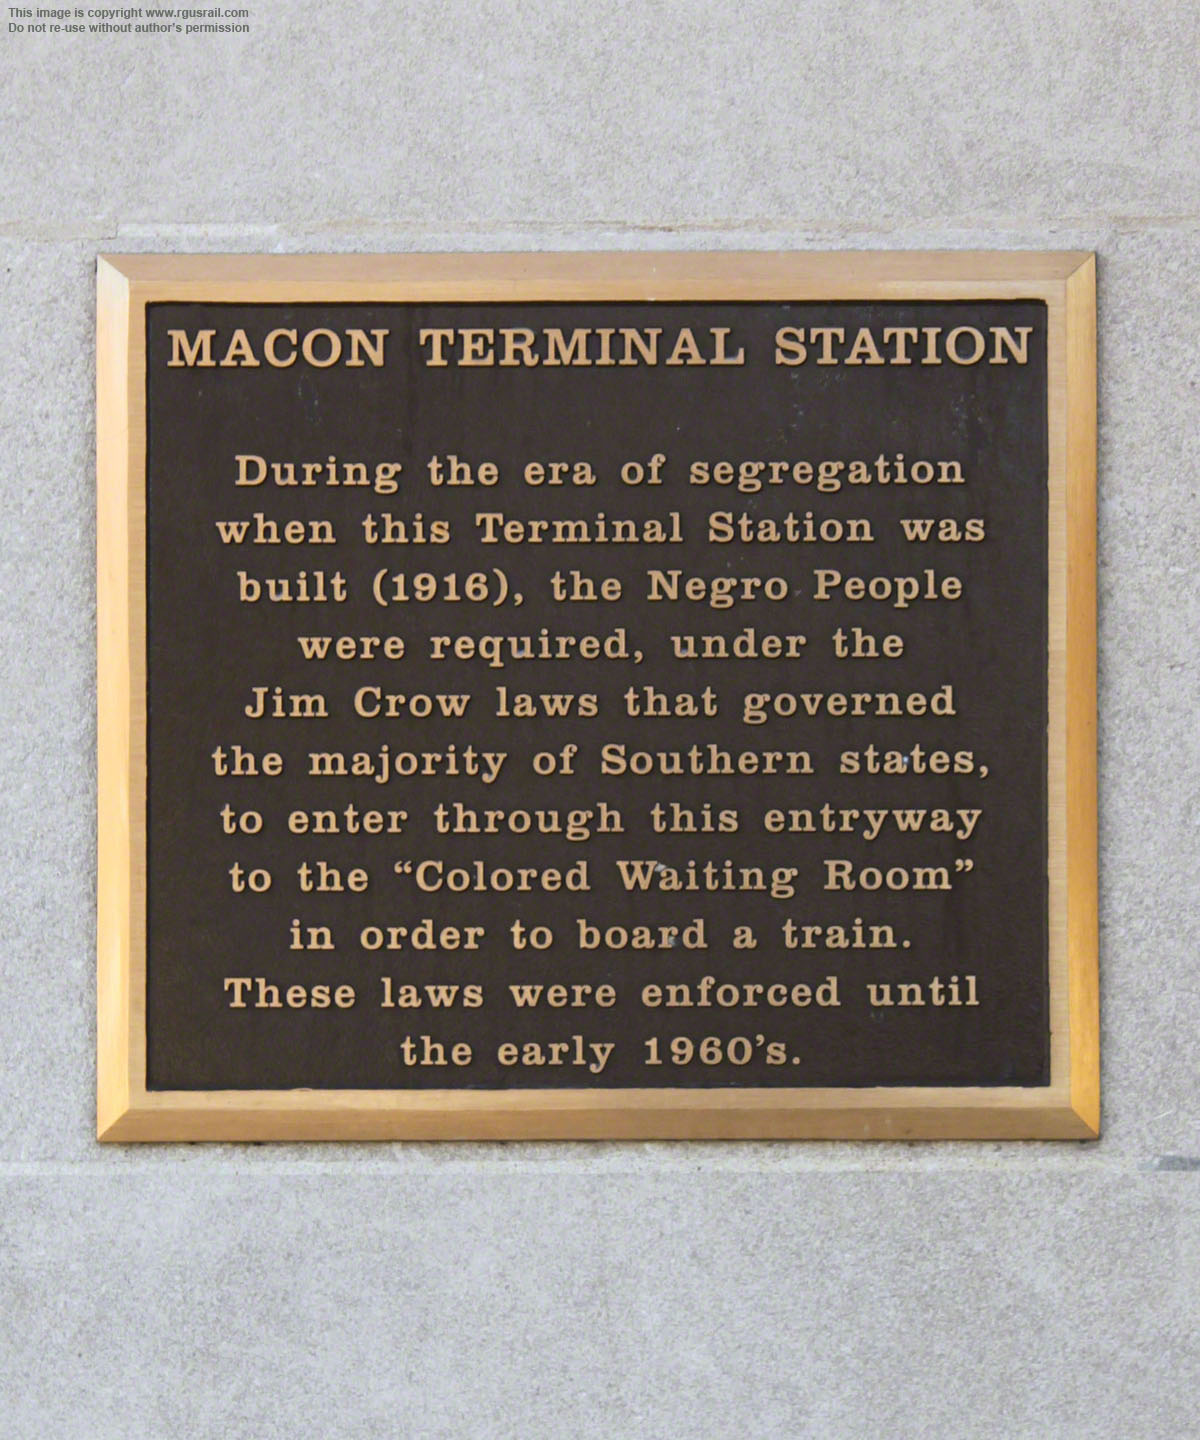 This image is copyright www.rgusrail.com
Do not re-use without author's permission
MACON TERMINAL STATION
During the era of segregation
when this Terminal Station was
built (1916), the Negro People
were required, under the
Jim Crow laws that governed
the majority of Southern states,
to enter through this entryway
to the “Colored Waiting Room”
in order to board a train.
These laws were enforced until
the early 1960’s.